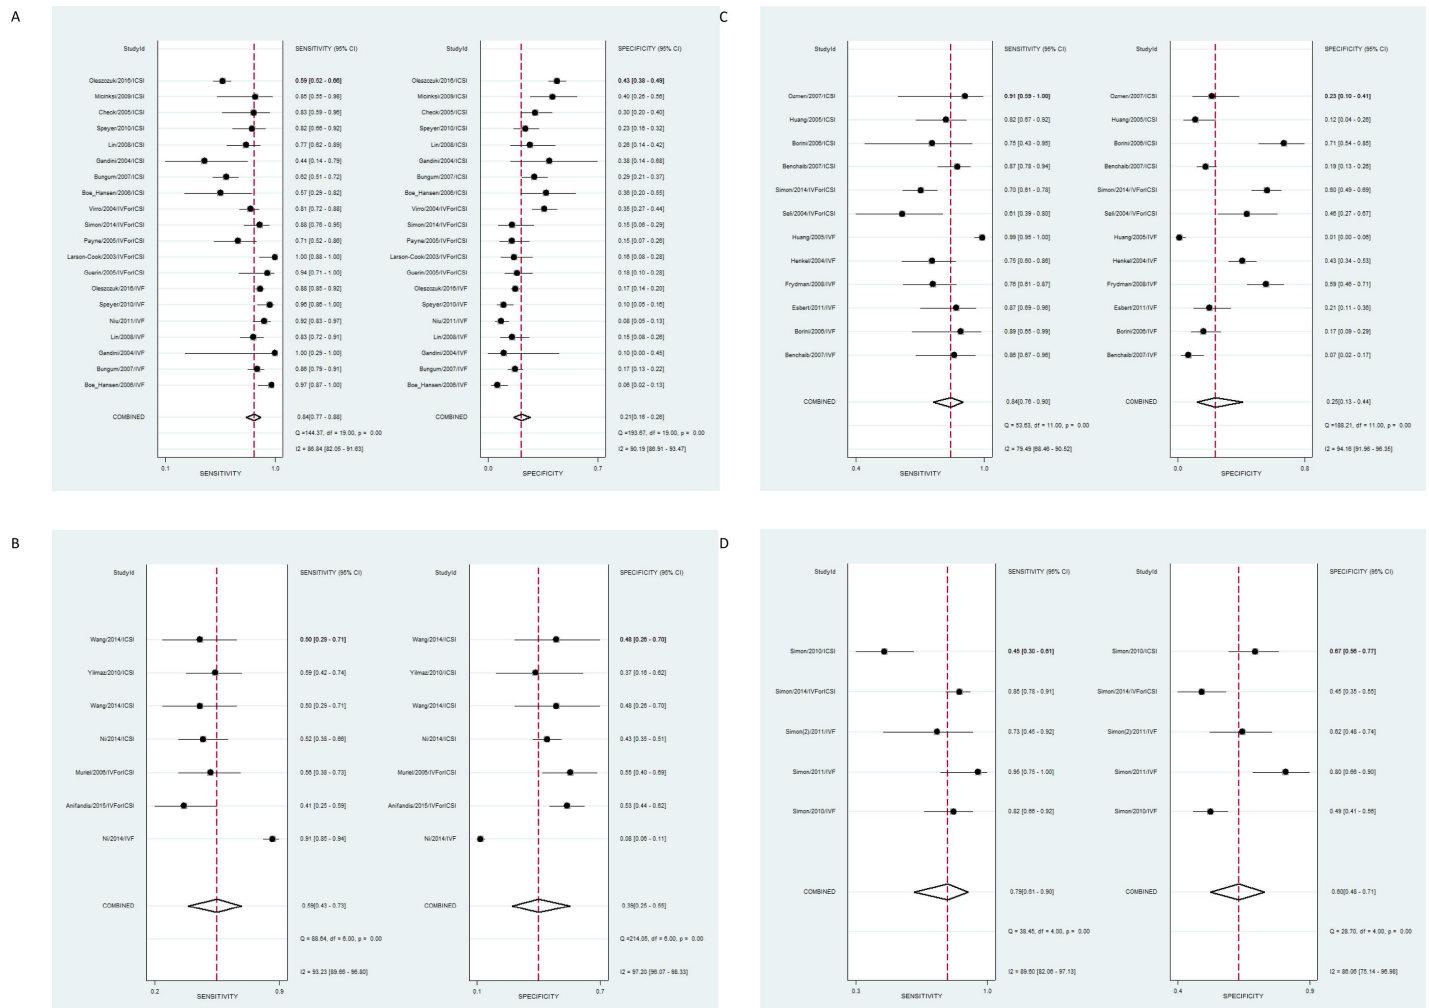 A
StudyId SENSITIVITY (95% CI) StudyId SPECIFICITY (95% CI)
Oleszczuk/2016/ICSI 0.59 [0.52 - 0.66] Oleszczuk/2016/ICSI 0.43 [0.38 - 0.49]
Micinksi/2009/ICSI 0.85 [0.55 - 0.98] Micinksi/2009/ICSI 0.40 [0.26 - 0.56]
Check/2005/ICSI 0.83 [0.59 - 0.96] Check/2005/ICSI 0.30 [0.20 - 0.40]
Speyer/2010/ICSI 0.82 [0.66 - 0.92] Speyer/2010/ICSI 0.23 [0.16 - 0.32]
Lin/2008/ICSI 0.77 [0.62 - 0.89] Lin/2008/ICSI 0.26 [0.14 - 0.42]
Gandini/2004/ICSI 0.44 [0.14 - 0.79] Gandini/2004/ICSI 0.38 [0.14 - 0.68]
Bungum/2007/ICSI 0.62 [0.51 - 0.72] Bungum/2007/ICSI 0.29 [0.21 - 0.37]
Boe_Hansen/2006/ICSI 0.57 [0.29 - 0.82] Boe_Hansen/2006/ICSI 0.36 [0.20 - 0.55]
Virro/2004/IVForICSI 0.81 [0.72 - 0.88] Virro/2004/IVForICSI 0.35 [0.27 - 0.44]
Simon/2014/IVForICSI 0.88 [0.76 - 0.95] Simon/2014/IVForICSI 0.15 [0.06 - 0.29]
Payne/2005/IVForICSI 0.71 [0.52 - 0.86] Payne/2005/IVForICSI 0.15 [0.07 - 0.26]
Larson-Cook/2003/IVForICSI 1.00 [0.88 - 1.00] Larson-Cook/2003/IVForICSI 0.16 [0.08 - 0.28]
Guerin/2005/IVForICSI 0.94 [0.71 - 1.00] Guerin/2005/IVForICSI 0.18 [0.10 - 0.28]
Oleszczuk/2016/IVF 0.88 [0.85 - 0.92] Oleszczuk/2016/IVF 0.17 [0.14 - 0.20]
Speyer/2010/IVF 0.96 [0.86 - 1.00] Speyer/2010/IVF 0.10 [0.05 - 0.16]
Niu/2011/IVF 0.92 [0.83 - 0.97] Niu/2011/IVF 0.08 [0.05 - 0.13]
Lin/2008/IVF 0.83 [0.72 - 0.91] Lin/2008/IVF 0.15 [0.08 - 0.26]
Gandini/2004/IVF 1.00 [0.29 - 1.00] Gandini/2004/IVF 0.10 [0.00 - 0.45]
Bungum/2007/IVF 0.86 [0.79 - 0.91] Bungum/2007/IVF 0.17 [0.13 - 0.22]
Boe_Hansen/2006/IVF 0.97 [0.87 - 1.00] Boe_Hansen/2006/IVF 0.06 [0.02 - 0.13]
COMBINED 0.84[0.77 - 0.88] COMBINED 0.21[0.16 - 0.26]
Q =144.37, df = 19.00, p = 0.00 Q =193.67, df = 19.00, p = 0.00
I2 = 86.84 [82.05 - 91.63] I2 = 90.19 [86.91 - 93.47]
0.1 1.0 0.0 0.7
SENSITIVITY SPECIFICITY
C
StudyId SENSITIVITY (95% CI) StudyId SPECIFICITY (95% CI)
Ozmen/2007/ICSI 0.91 [0.59 - 1.00] Ozmen/2007/ICSI 0.23 [0.10 - 0.41]
Huang/2005/ICSI 0.82 [0.67 - 0.92] Huang/2005/ICSI 0.12 [0.04 - 0.26]
Borini/2006/ICSI 0.75 [0.43 - 0.95] Borini/2006/ICSI 0.71 [0.54 - 0.85]
Benchaib/2007/ICSI 0.87 [0.78 - 0.94] Benchaib/2007/ICSI 0.19 [0.13 - 0.26]
Simon/2014/IVForICSI 0.70 [0.61 - 0.78] Simon/2014/IVForICSI 0.60 [0.49 - 0.69]
Seli/2004/IVForICSI 0.61 [0.39 - 0.80] Seli/2004/IVForICSI 0.46 [0.27 - 0.67]
Huang/2005/IVF 0.99 [0.95 - 1.00] Huang/2005/IVF 0.01 [0.00 - 0.06]
Henkel/2004/IVF 0.75 [0.60 - 0.86] Henkel/2004/IVF 0.43 [0.34 - 0.53]
Frydman/2008/IVF 0.76 [0.61 - 0.87] Frydman/2008/IVF 0.59 [0.46 - 0.71]
Esbert/2011/IVF 0.87 [0.69 - 0.96] Esbert/2011/IVF 0.21 [0.11 - 0.36]
Borini/2006/IVF 0.89 [0.65 - 0.99] Borini/2006/IVF 0.17 [0.09 - 0.29]
Benchaib/2007/IVF 0.86 [0.67 - 0.96] Benchaib/2007/IVF 0.07 [0.02 - 0.17]
COMBINED 0.84[0.76 - 0.90] COMBINED 0.25[0.13 - 0.44]
Q = 53.63, df = 11.00, p = 0.00 Q =188.21, df = 11.00, p = 0.00
I2 = 79.49 [68.46 - 90.52] I2 = 94.16 [91.96 - 96.35]
0.4 1.0 0.0 0.8
SENSITIVITY SPECIFICITY
B
StudyId SENSITIVITY (95% CI) StudyId SPECIFICITY (95% CI)
Wang/2014/ICSI 0.50 [0.29 - 0.71] Wang/2014/ICSI 0.48 [0.26 - 0.70]
Yilmaz/2010/ICSI 0.59 [0.42 - 0.74] Yilmaz/2010/ICSI 0.37 [0.16 - 0.62]
Wang/2014/ICSI 0.50 [0.29 - 0.71] Wang/2014/ICSI 0.48 [0.26 - 0.70]
Ni/2014/ICSI 0.52 [0.38 - 0.66] Ni/2014/ICSI 0.43 [0.35 - 0.51]
Muriel/2006/IVForICSI 0.56 [0.38 - 0.73] Muriel/2006/IVForICSI 0.55 [0.40 - 0.69]
Anifandis/2015/IVForICSI 0.41 [0.25 - 0.59] Anifandis/2015/IVForICSI 0.53 [0.44 - 0.62]
Ni/2014/IVF 0.91 [0.85 - 0.94] Ni/2014/IVF 0.08 [0.06 - 0.11]
COMBINED 0.59[0.43 - 0.73] COMBINED 0.39[0.25 - 0.55]
Q = 88.64, df = 6.00, p = 0.00 Q =214.05, df = 6.00, p = 0.00
I2 = 93.23 [89.66 - 96.80] I2 = 97.20 [96.07 - 98.33]
0.2 0.9 0.1 0.7
SENSITIVITY SPECIFICITY
D
StudyId SENSITIVITY (95% CI) StudyId SPECIFICITY (95% CI)
Simon/2010/ICSI 0.45 [0.30 - 0.61] Simon/2010/ICSI 0.67 [0.56 - 0.77]
Simon/2014/IVForICSI 0.85 [0.78 - 0.91] Simon/2014/IVForICSI 0.45 [0.35 - 0.55]
Simon(2)/2011/IVF 0.73 [0.45 - 0.92] Simon(2)/2011/IVF 0.62 [0.48 - 0.74]
Simon/2011/IVF 0.95 [0.75 - 1.00] Simon/2011/IVF 0.80 [0.66 - 0.90]
Simon/2010/IVF 0.82 [0.66 - 0.92] Simon/2010/IVF 0.49 [0.41 - 0.56]
COMBINED 0.79[0.61 - 0.90] COMBINED 0.60[0.48 - 0.71]
Q = 38.45, df = 4.00, p = 0.00 Q = 28.70, df = 4.00, p = 0.00
I2 = 89.60 [82.06 - 97.13] I2 = 86.06 [75.14 - 96.98]
0.3 1.0 0.4 0.9
SENSITIVITY SPECIFICITY